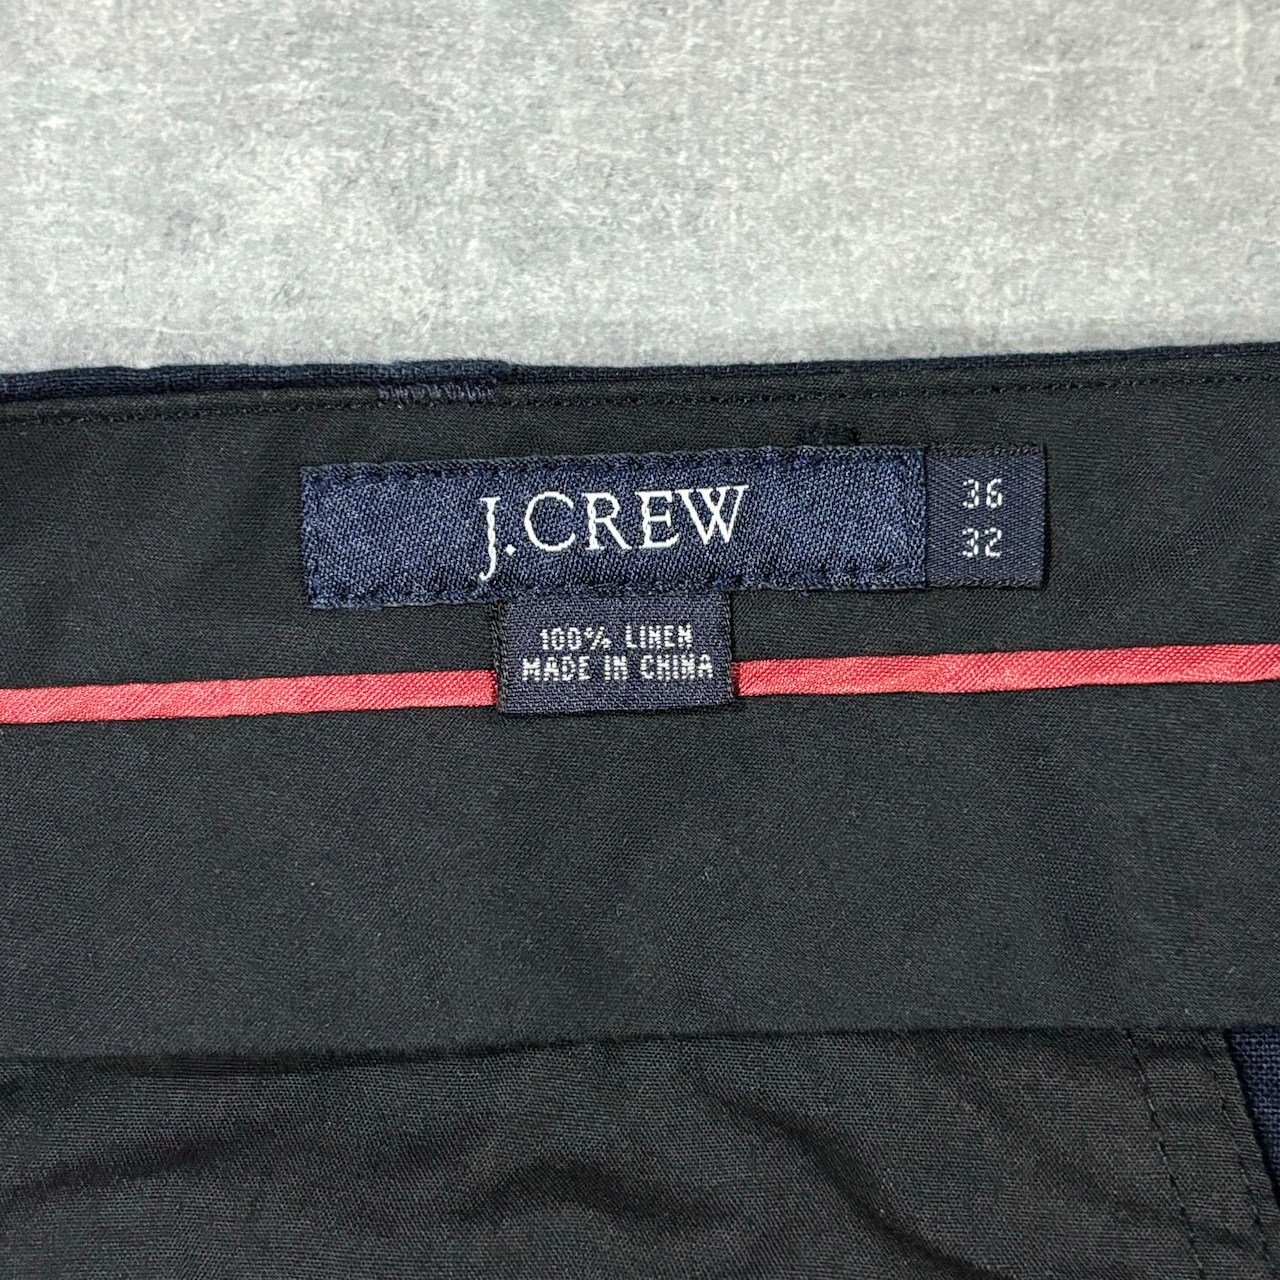 J.CREW
36
32
100% LINEN
MADE IN CHINA